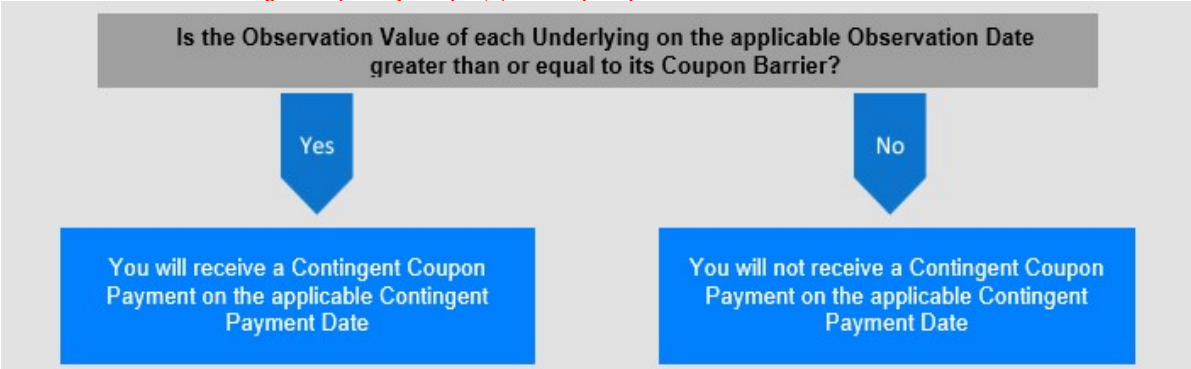 Is the Observation Value of each Underlying on the applicable Observation Date
greater than or equal to its Coupon Barrier?
Yes
No
You will receive a Contingent Coupon
Payment on the applicable Contingent
Payment Date
You will not receive a Contingent Coupon
Payment on the applicable Contingent
Payment Date